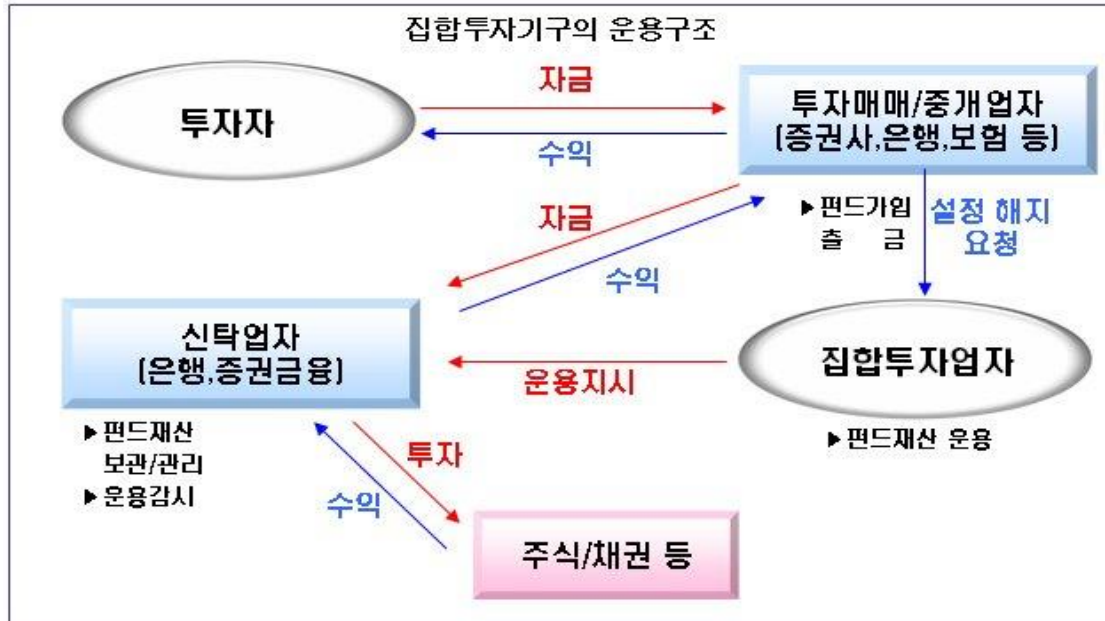 집합투자기구의 운용구조
자금
투자자
투자매매/중개업자
(증권사,은행,보험 등)
수익
자금
▶펀드가입
출 금
설정 해지
요청
수익
신탁업자
(은행,증권금융)
집합투자업자
운용지시
▶펀드재산
보관/관리
▶운용감시
▶펀드재산 운용
투자
수익
주식/채권 등